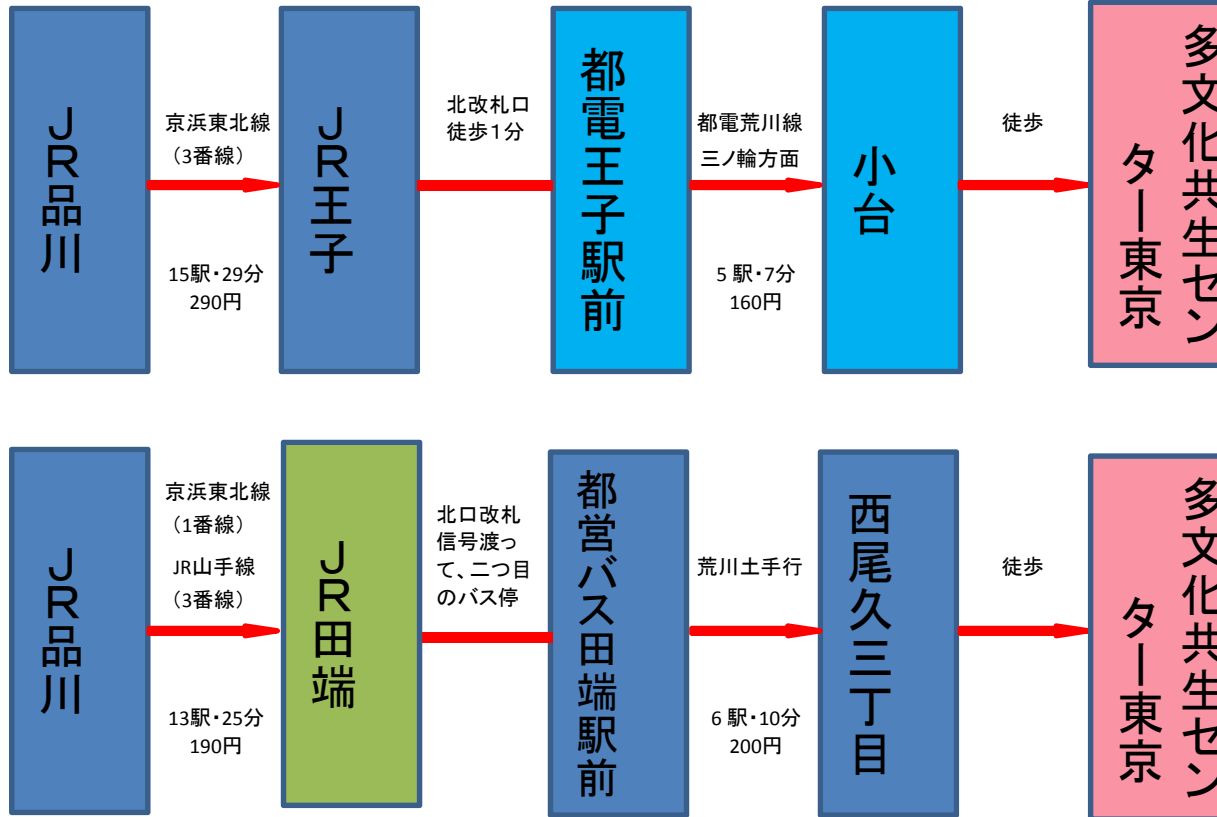 JR品川
京浜東北線
（3番線）
15駅・29分
290円
JR王子
北改札口
徒歩1分
都電王子駅前
都電荒川線
三ノ輪方面
5 駅・7分
160円
小台
徒歩
多文化共生セン
ター東京
JR品川
京浜東北線
（1番線）
JR山手線
（3番線）
13駅・25分
190円
JR田端
北口改札
信号渡っ
て、二つ目
のバス停
都営バス田端駅前
荒川土手行
6 駅・10分
200円
西尾久三丁目
徒歩
多文化共生セン
ター東京